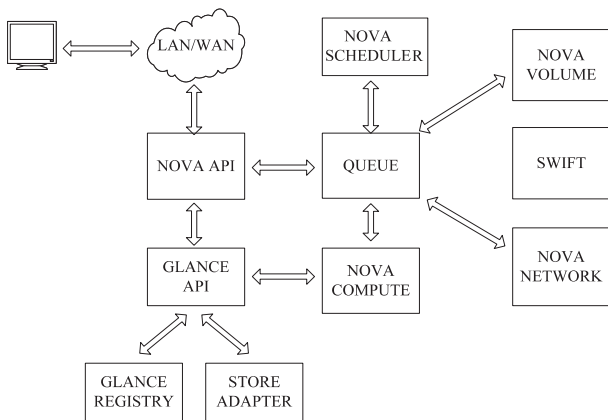 LAN/WAN
NOVA
SCHEDULER
NOVA
VOLUME
NOVA API
QUEUE
SWIFT
GLANCE
API
NOVA
COMPUTE
NOVA
NETWORK
GLANCE
REGISTRY
STORE
ADAPTER